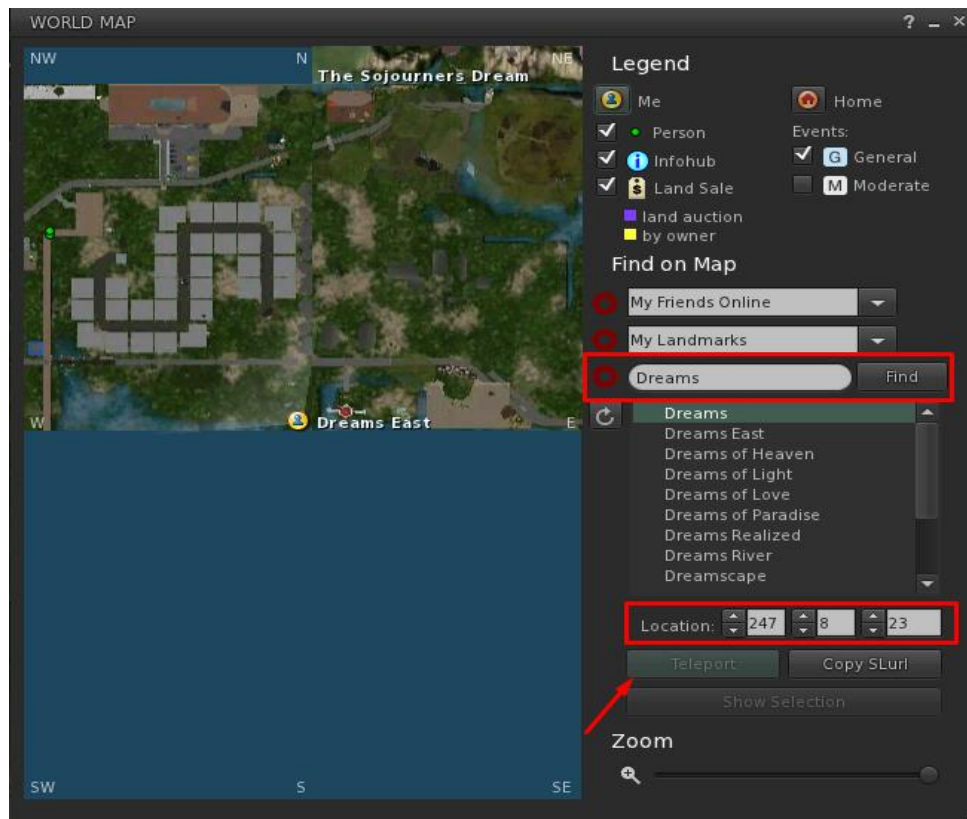 WORLD MAP ? _ ×
NW N NE
The Sojourners Dream
W Dreams East E
SW S SE
Legend
Me Home
Person Events:
Infohub G General
$ Land Sale M Moderate
land auction
by owner
Find on Map
My Friends Online
My Landmarks
Dreams Find
Dreams
Dreams East
Dreams of Heaven
Dreams of Light
Dreams of Love
Dreams of Paradise
Dreams Realized
Dreams River
Dreamscape
Location: 247 8 23
Teleport Copy SLurl
Show Selection
Zoom